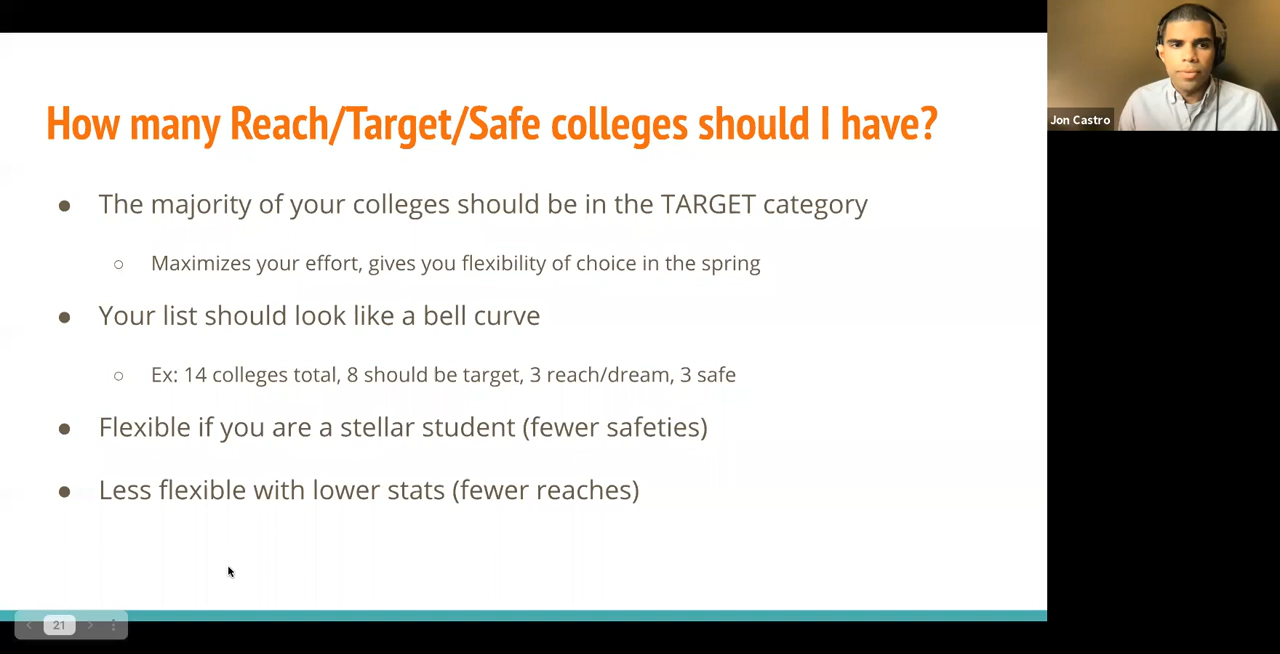 How many Reach/Target/Safe colleges should I have?
● The majority of your colleges should be in the TARGET category
○ Maximizes your effort, gives you flexibility of choice in the spring
● Your list should look like a bell curve
○ Ex: 14 colleges total, 8 should be target, 3 reach/dream, 3 safe
● Flexible if you are a stellar student (fewer safeties)
● Less flexible with lower stats (fewer reaches)
21
Jon Castro